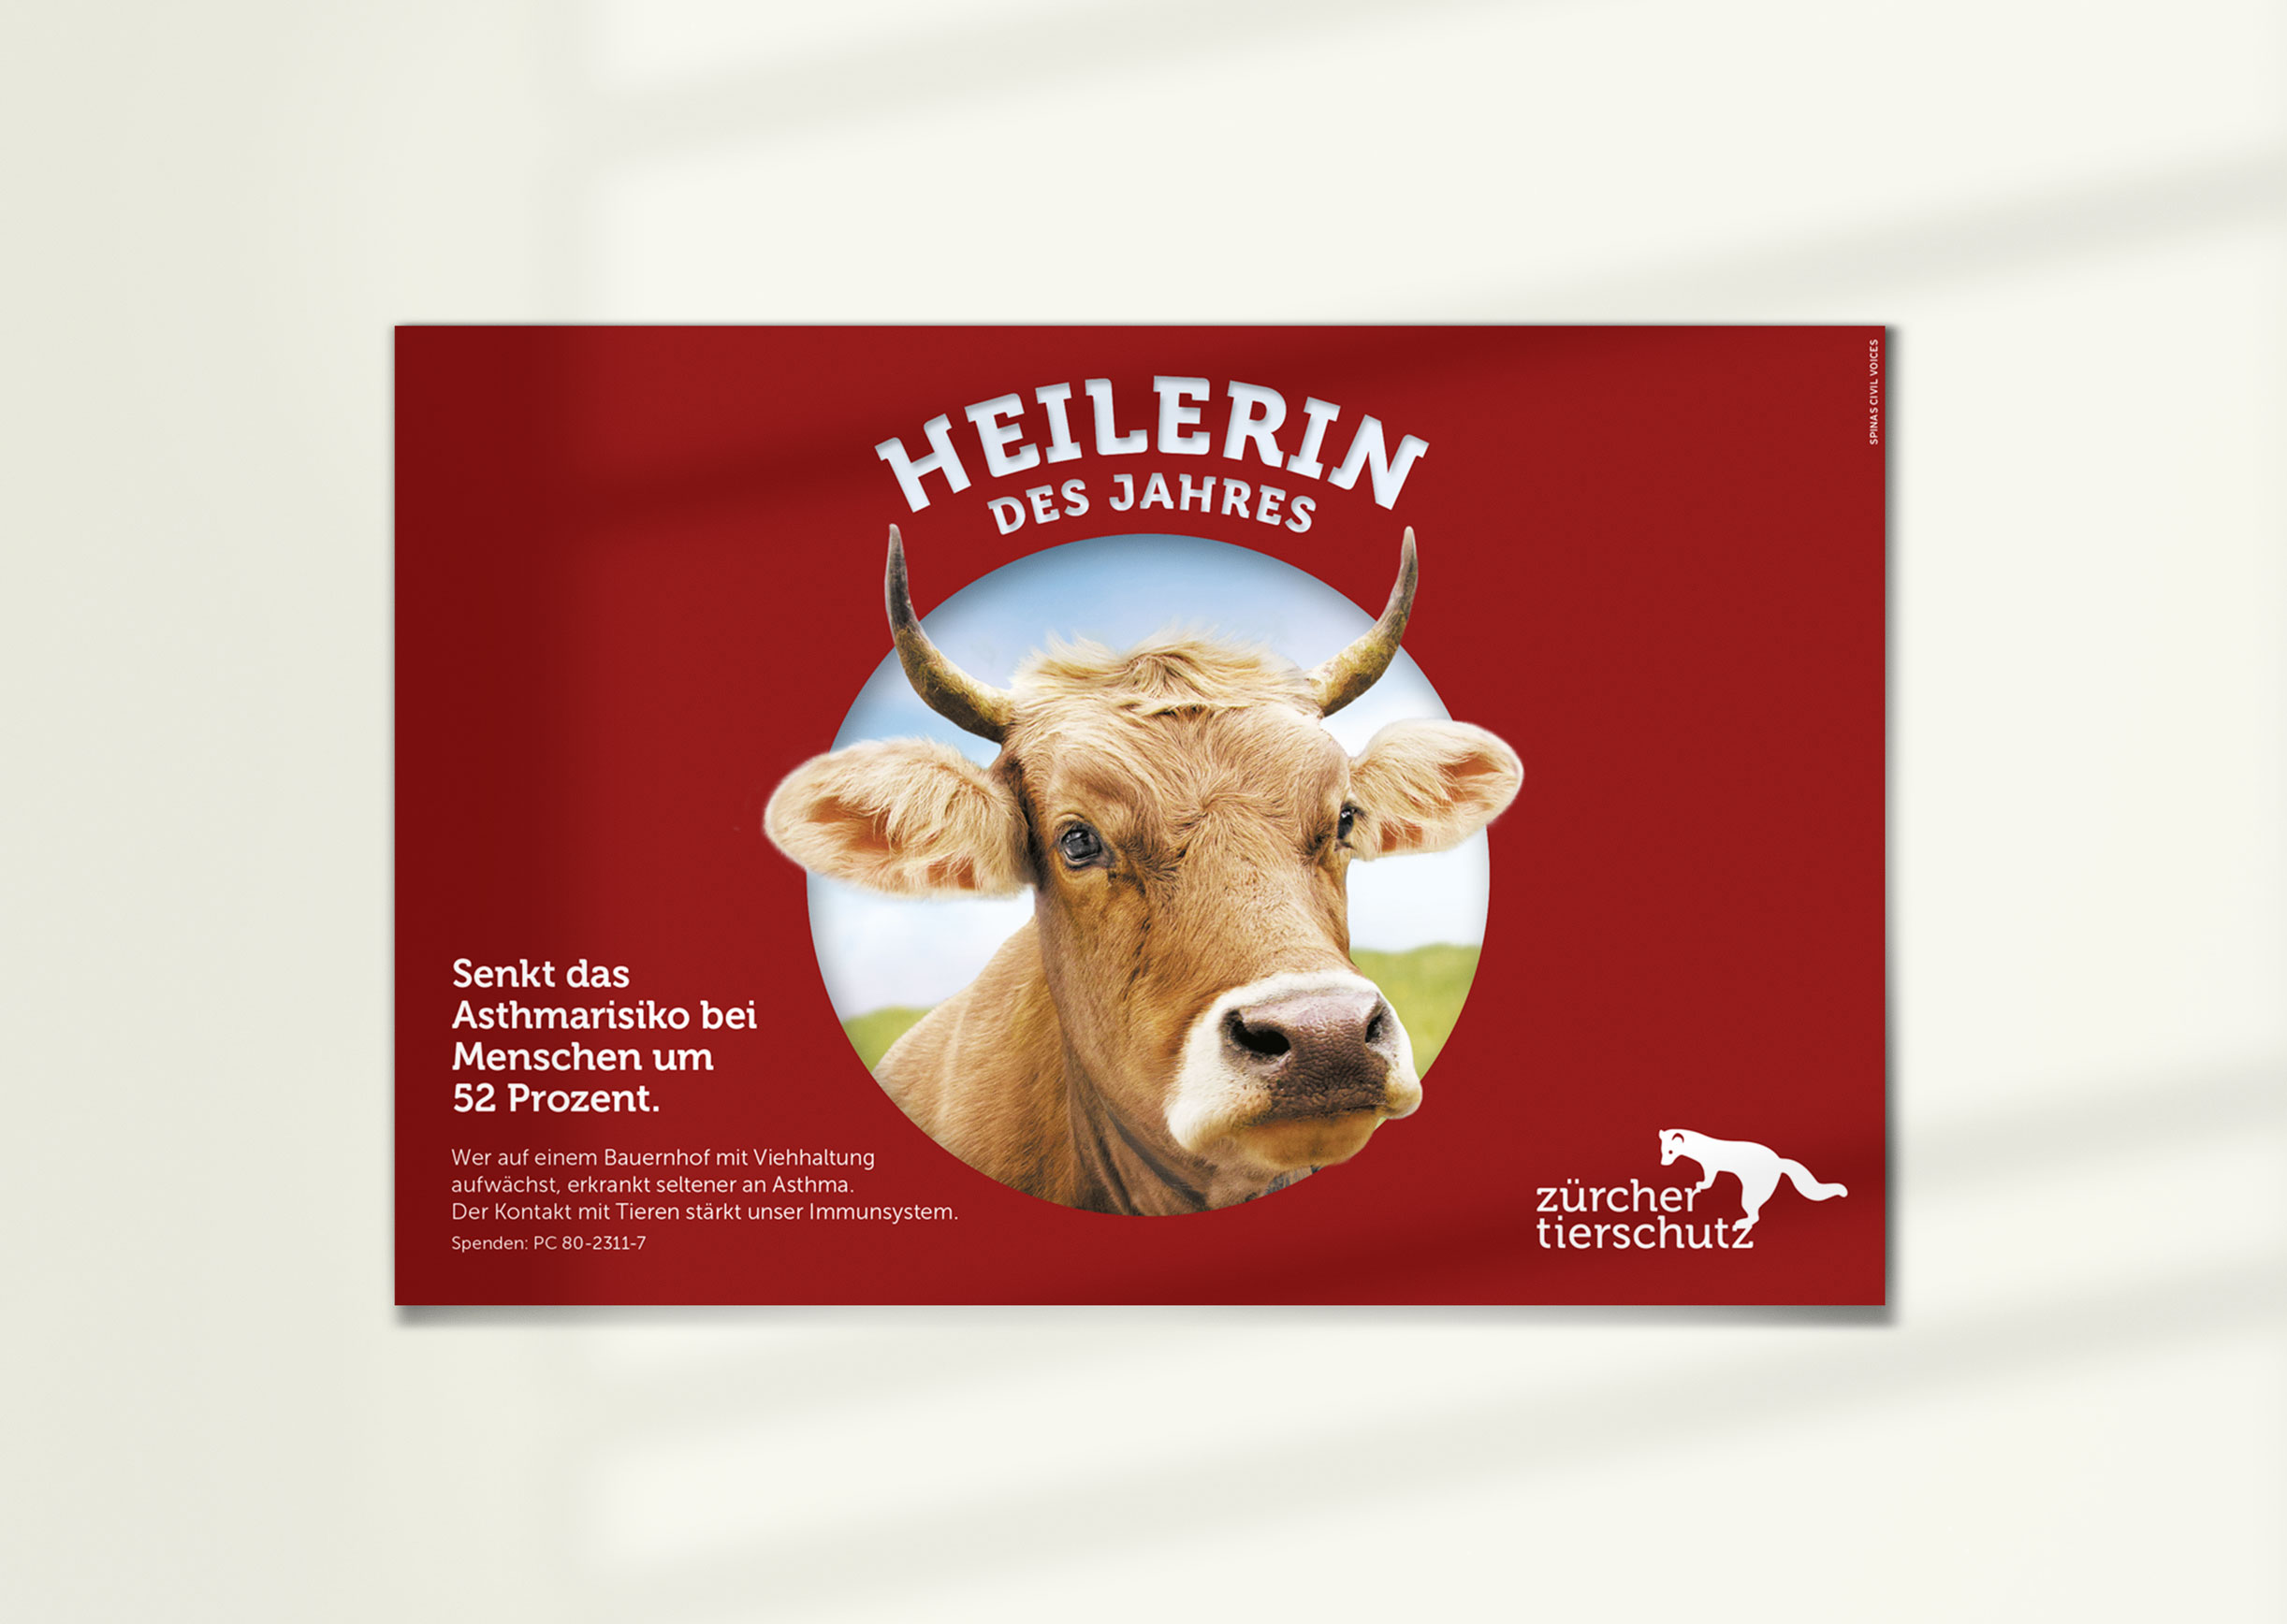 HEILERIN
DES JAHRES
SPINAS CIVIL VOICES
Senkt das
Asthmarisiko bei
Menschen um
52 Prozent.
Wer auf einem Bauernhof mit Viehhaltung
aufwächst, erkrankt seltener an Asthma.
Der Kontakt mit Tieren stärkt unser Immunsystem.
Spenden: PC 80-2311-7
zürcher
tierschutz